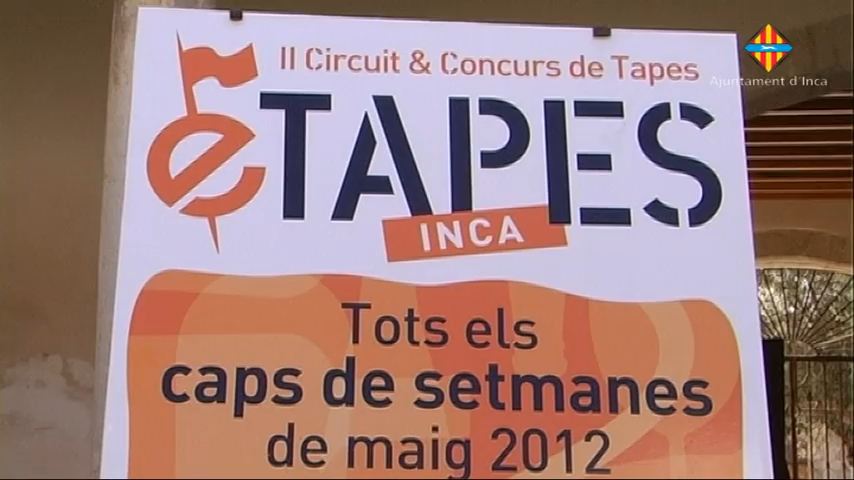 II Circuit & Concurs de Tapes
Ajuntament d'Inca
eTAPES
INCA
Tots els
caps de setmanes
de maig 2012